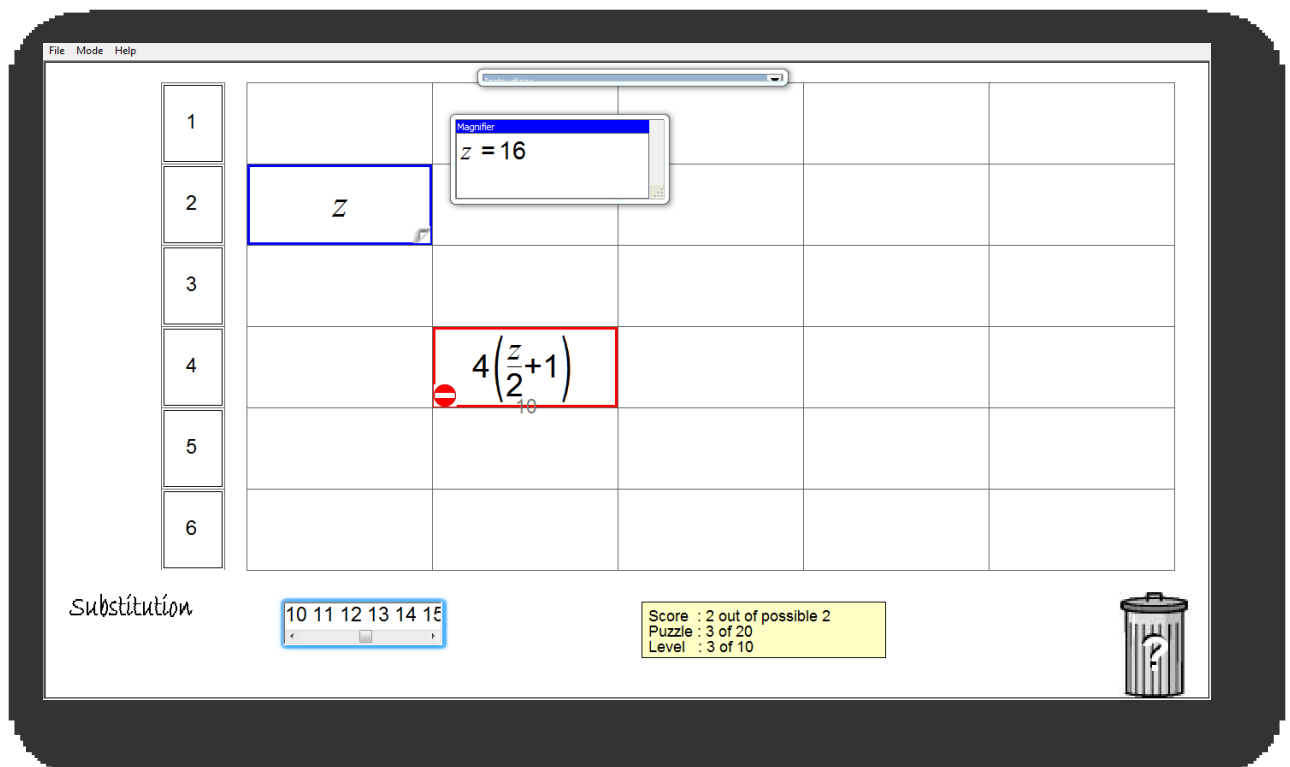 File Mode Help
Instructions
Magnifier
z = 16
1
2
z
3
4
4(z/2+1)
10
5
6
Substitution
10 11 12 13 14 15
Score : 2 out of possible 2
Puzzle : 3 of 20
Level : 3 of 10
?